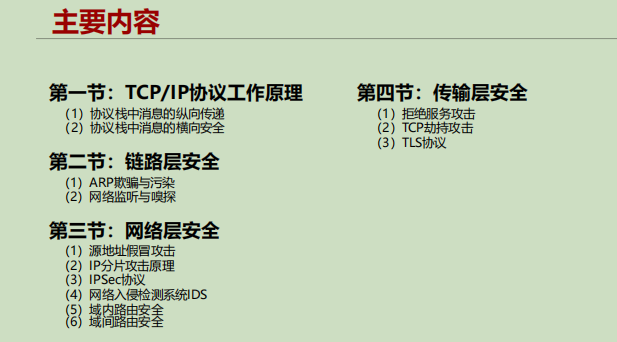 主要内容
第一节：TCP/IP协议工作原理
（1）协议栈中消息的纵向传递
（2）协议栈中消息的横向安全
第二节：链路层安全
（1）ARP欺骗与污染
（2）网络监听与嗅探
第三节：网络层安全
（1）源地址假冒攻击
（2）IP分片攻击原理
（3）IPSec协议
（4）网络入侵检测系统IDS
（5）域内路由安全
（6）域间路由安全
第四节：传输层安全
（1）拒绝服务攻击
（2）TCP劫持攻击
（3）TLS协议